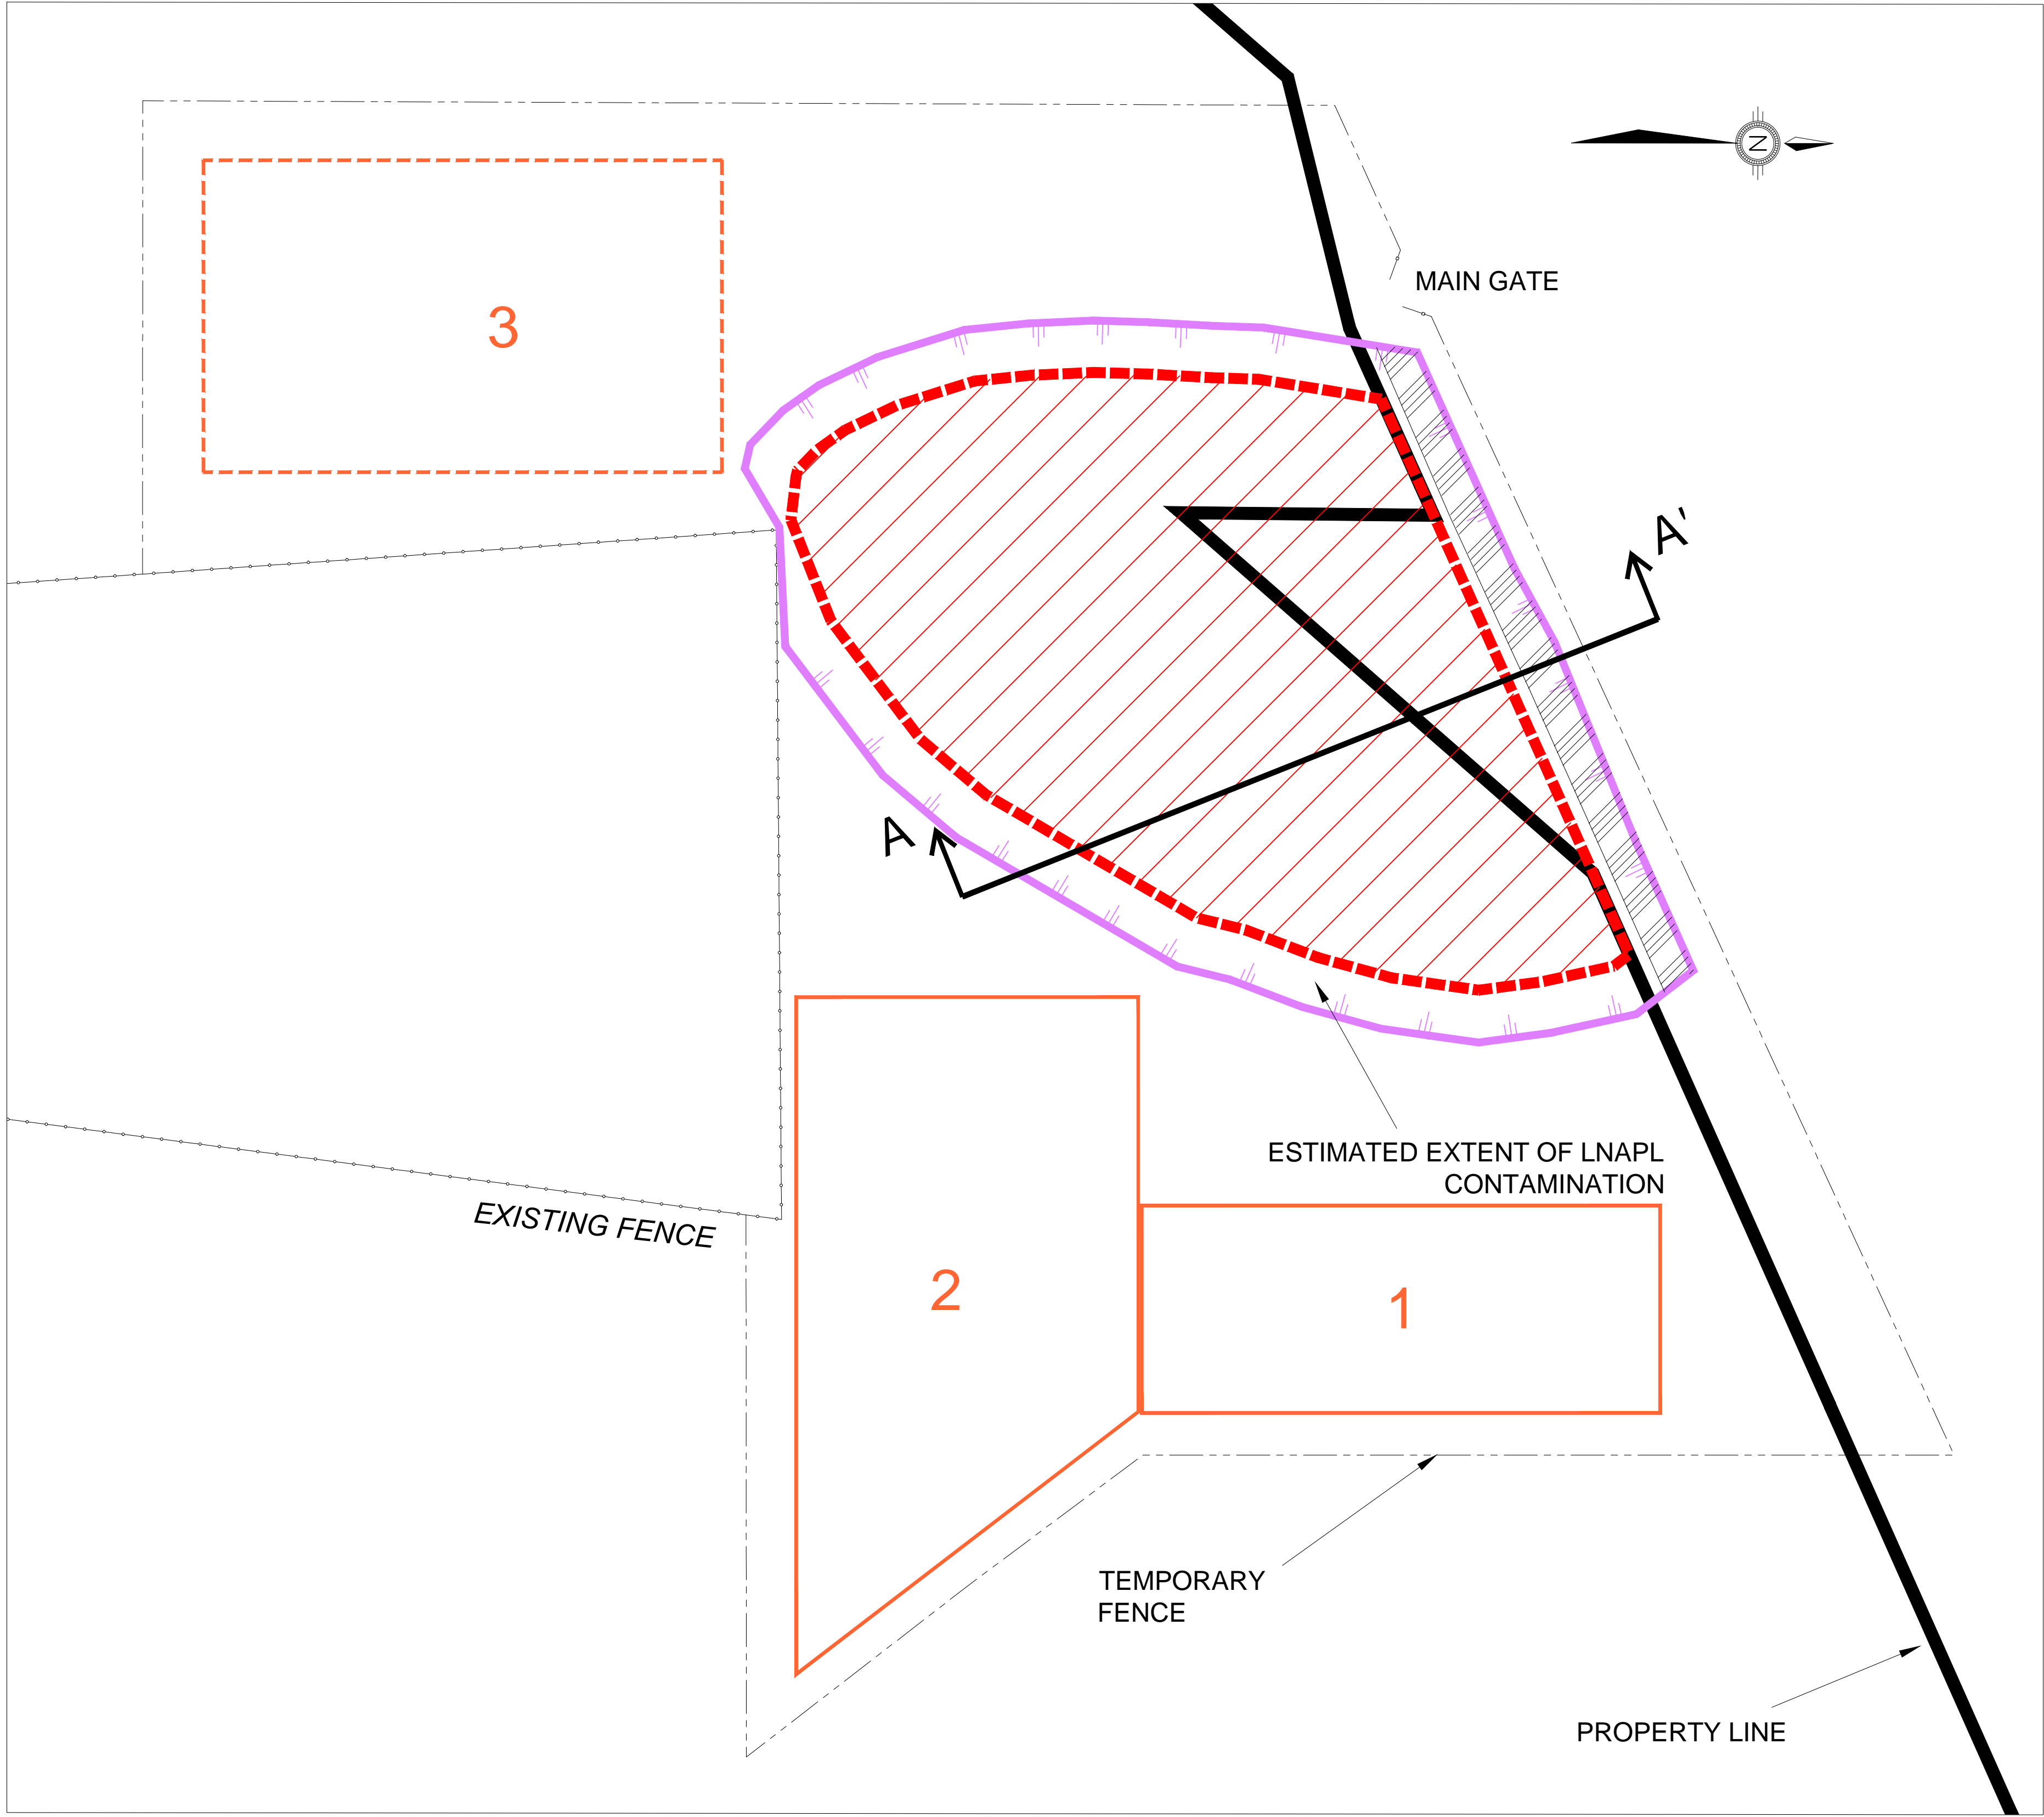 N
3
MAIN GATE
A'
A
ESTIMATED EXTENT OF LNAPL
CONTAMINATION
EXISTING FENCE
2
1
TEMPORARY
FENCE
PROPERTY LINE